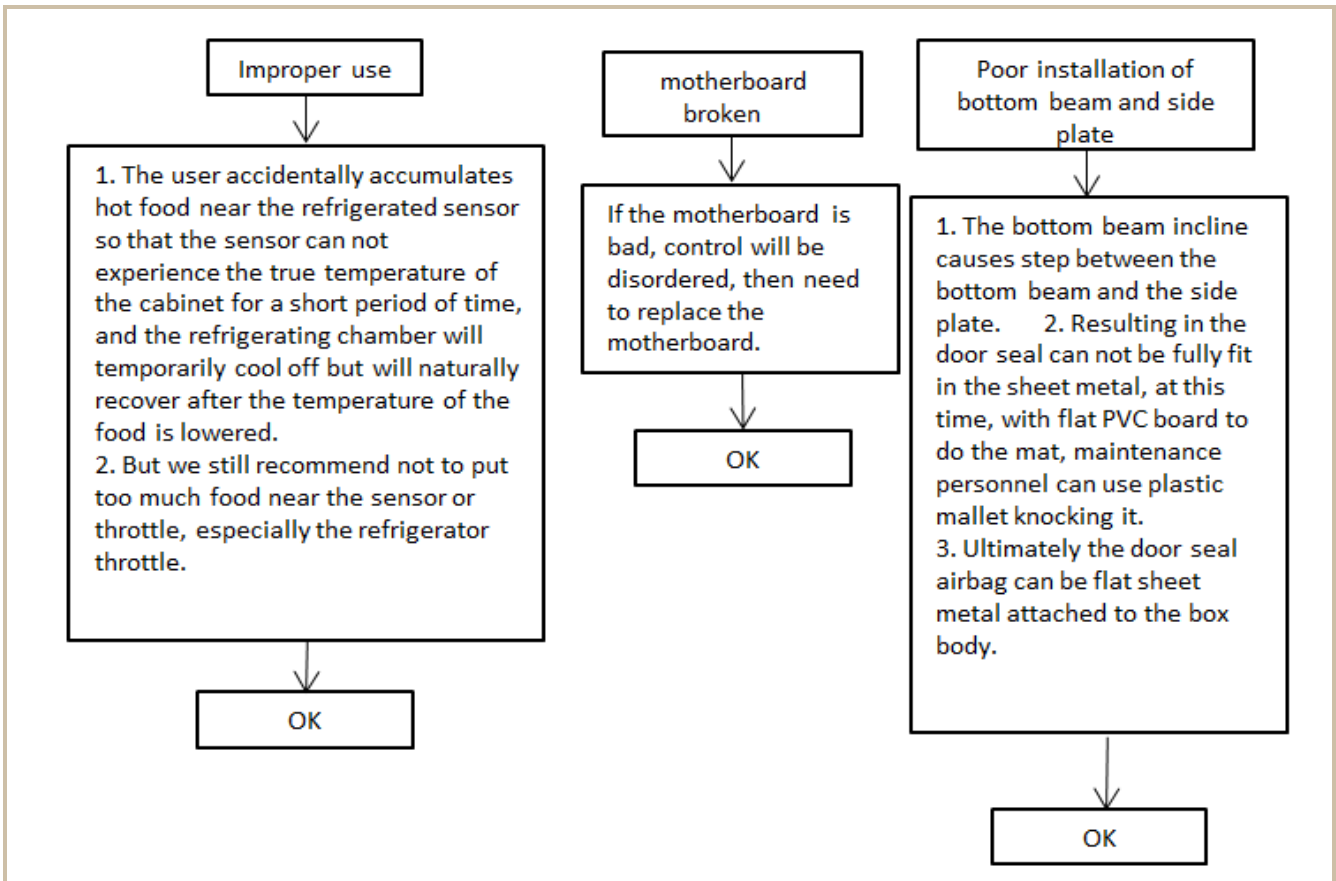 Improper use
1. The user accidentally accumulates
hot food near the refrigerated sensor
so that the sensor can not
experience the true temperature of
the cabinet for a short period of time,
and the refrigerating chamber will
temporarily cool off but will naturally
recover after the temperature of the
food is lowered.
2. But we still recommend not to put
too much food near the sensor or
throttle, especially the refrigerator
throttle.
OK
motherboard
broken
If the motherboard is
bad, control will be
disordered, then need
to replace the
motherboard.
OK
Poor installation of
bottom beam and side
plate
1. The bottom beam incline
causes step between the
bottom beam and the side
plate. 2. Resulting in the
door seal can not be fully fit
in the sheet metal, at this
time, with flat PVC board to
do the mat, maintenance
personnel can use plastic
mallet knocking it.
3. Ultimately the door seal
airbag can be flat sheet
metal attached to the box
body.
OK